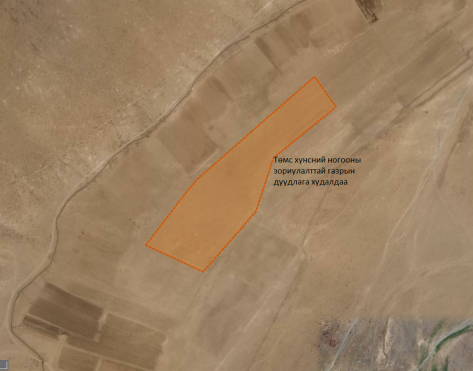 Төмс хүнсний ногооны
зориулалттай газрын
дуудлага худалдаа